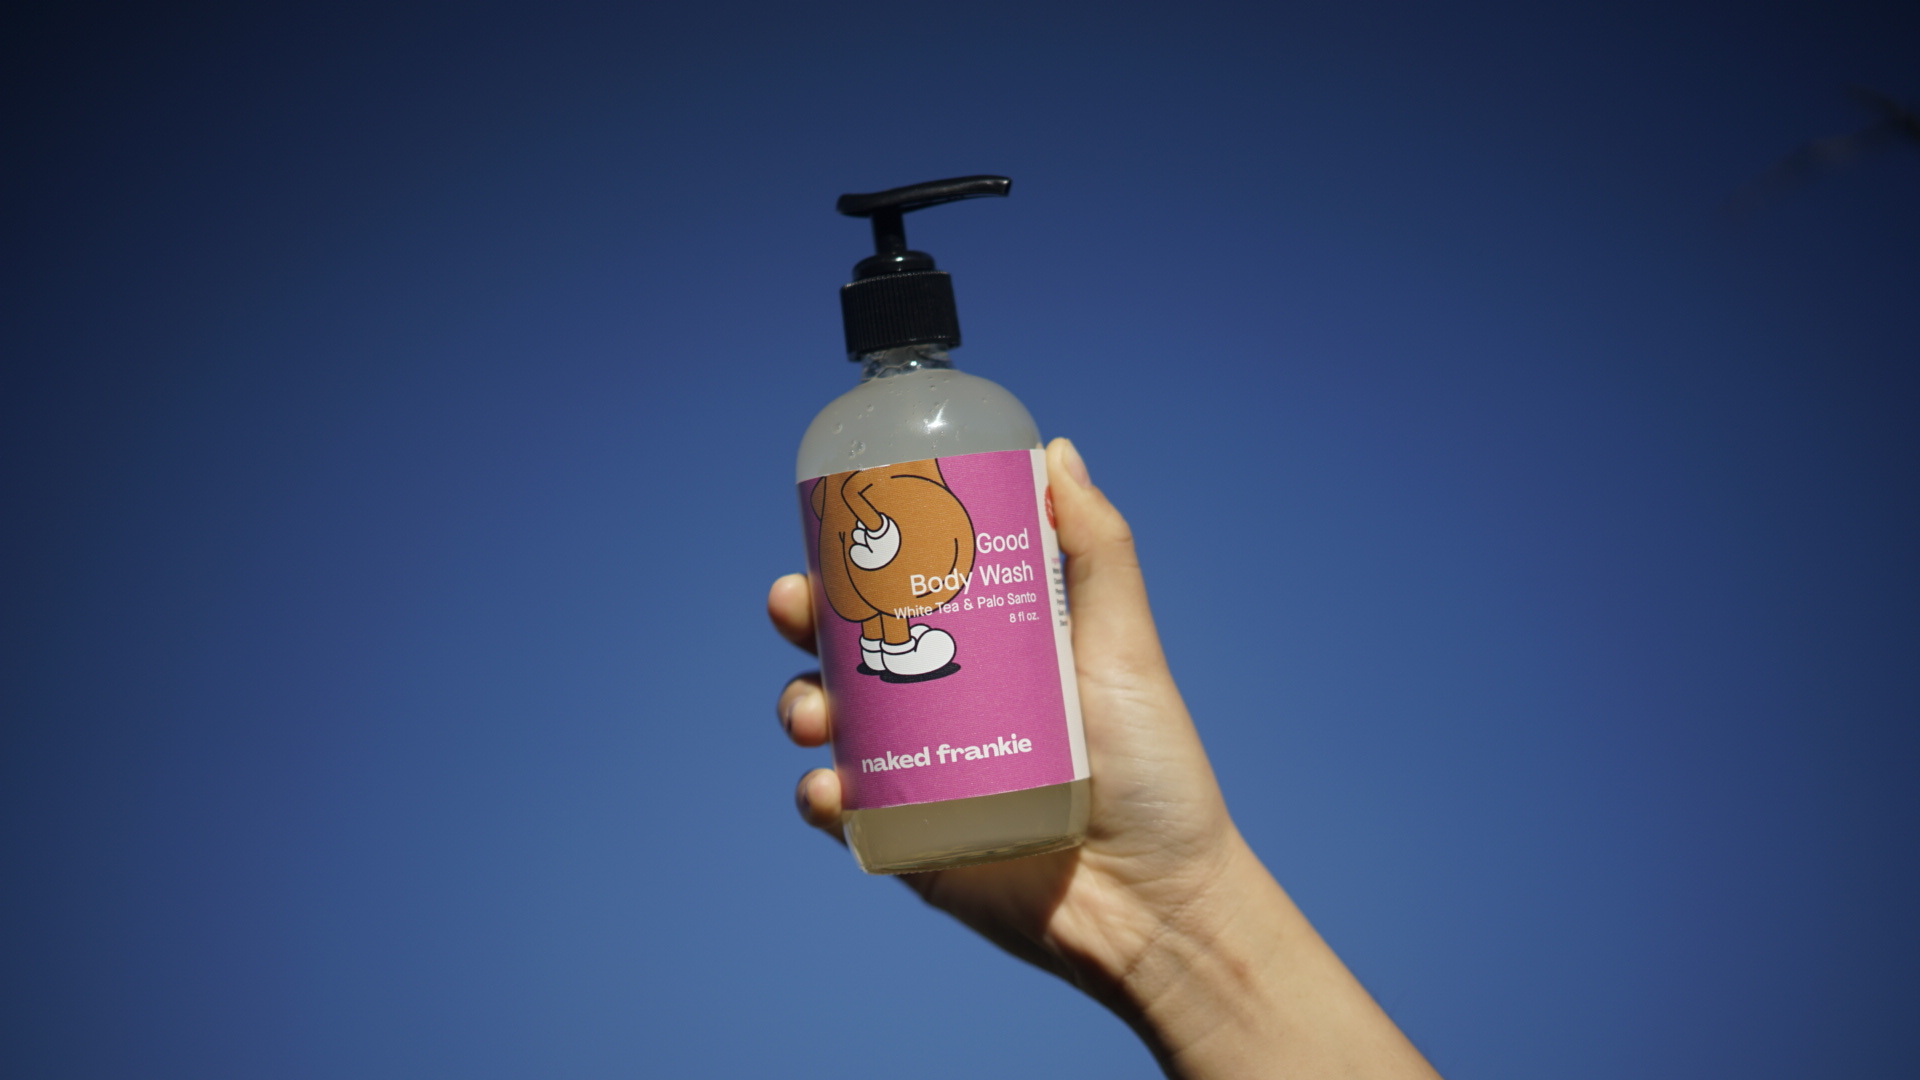 Good
Body Wash
White Tea & Palo Santo
8 fl oz.
naked frankie